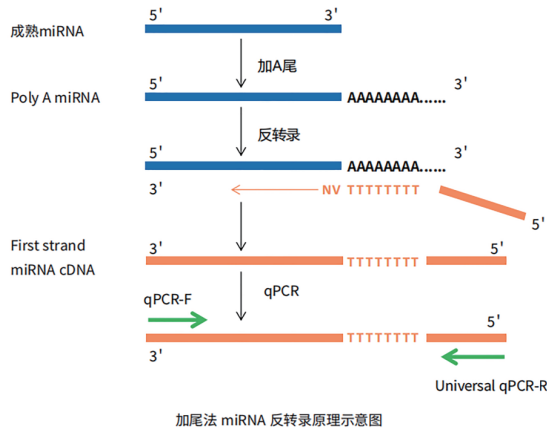 5' 3'
成熟miRNA
加A尾
5' 3'
Poly A miRNA AAAAAAAA......
反转录
5' 3'
AAAAAAAA......
3' NV TTTTTTTT
5'
First strand
miRNA cDNA
3' 5'
TTTTTTTT
qPCR-F qPCR
5'
TTTTTTTT
3'
Universal qPCR-R
加尾法 miRNA 反转录原理示意图